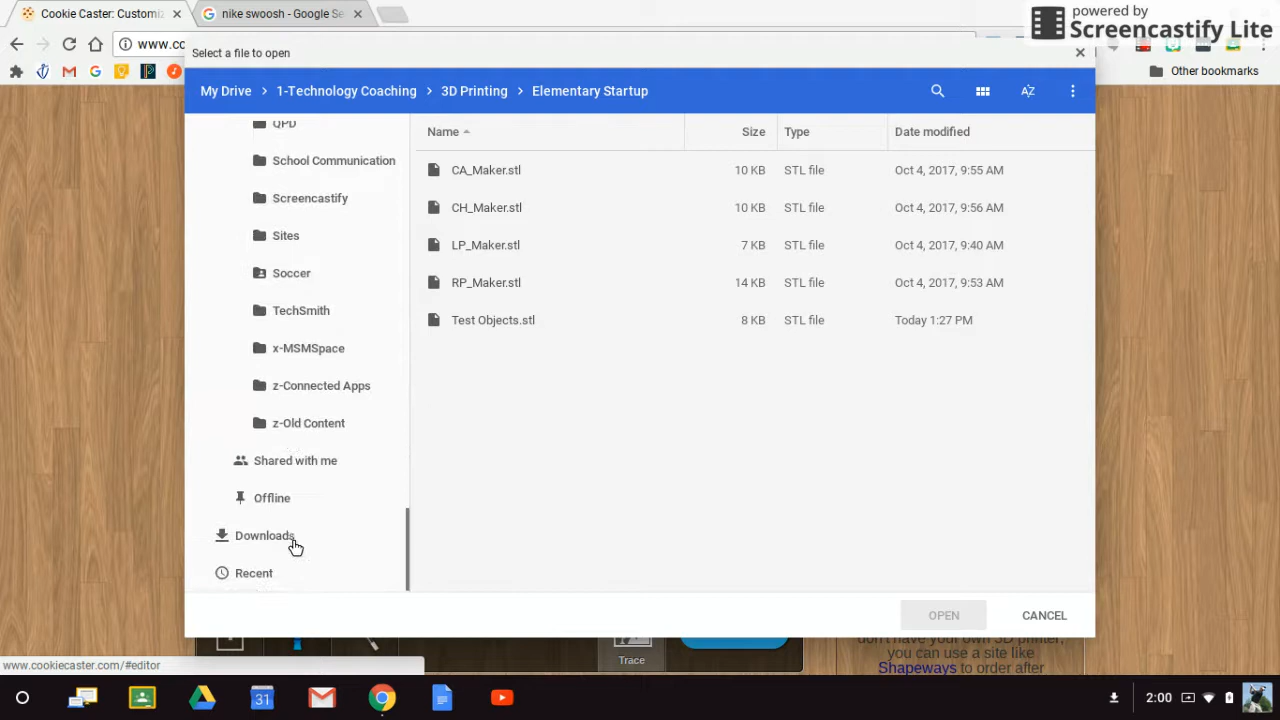 Cookie Caster: Customiz
nike swoosh - Google Se
powered by
Screencastify Lite
www.co
Other bookmarks
Select a file to open
My Drive > 1-Technology Coaching > 3D Printing > Elementary Startup
QPD
School Communication
Screencastify
Sites
Soccer
TechSmith
x-MSMSpace
z-Connected Apps
z-Old Content
Shared with me
Offline
Downloads
Recent
Name Size Type Date modified
CA_Maker.stl 10 KB STL file Oct 4, 2017, 9:55 AM
CH_Maker.stl 10 KB STL file Oct 4, 2017, 9:56 AM
LP_Maker.stl 7 KB STL file Oct 4, 2017, 9:40 AM
RP_Maker.stl 14 KB STL file Oct 4, 2017, 9:53 AM
Test Objects.stl 8 KB STL file Today 1:27 PM
OPEN CANCEL
Trace
don't have your own 3D printer,
you can use a site like
Shapeways to order after
www.cookiecaster.com/#editor
31
2:00